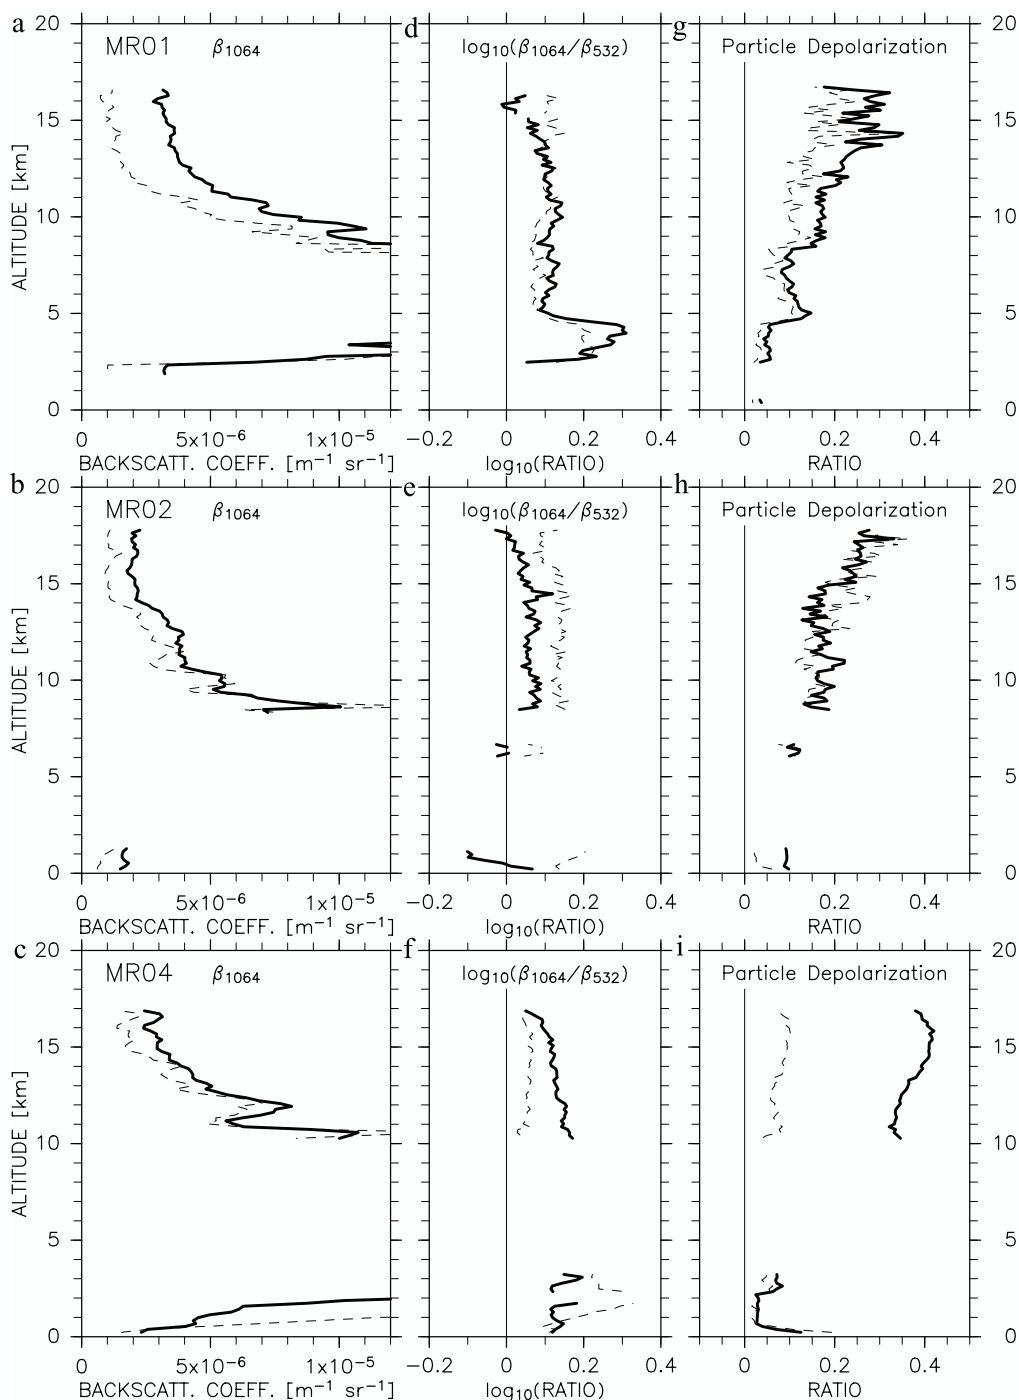 a d g
MR01 β1064 log10(β1064/β532) Particle Depolarization
20 20
15 15
10 10
5 5
0 0
ALTITUDE [km]
0 5x10−6 1x10−5 −0.2 0 0.2 0.4 0 0.2 0.4
BACKSCATT. COEFF. [m−1 sr−1] log10(RATIO) RATIO
b e h
MR02 β1064 log10(β1064/β532) Particle Depolarization
20 20
15 15
10 10
5 5
0 0
ALTITUDE [km]
0 5x10−6 1x10−5 −0.2 0 0.2 0.4 0 0.2 0.4
BACKSCATT. COEFF. [m−1 sr−1] log10(RATIO) RATIO
c f i
MR04 β1064 log10(β1064/β532) Particle Depolarization
20 20
15 15
10 10
5 5
0 0
ALTITUDE [km]
0 5x10−6 1x10−5 −0.2 0 0.2 0.4 0 0.2 0.4
BACKSCATT. COEFF. [m−1 sr−1] log10(RATIO) RATIO